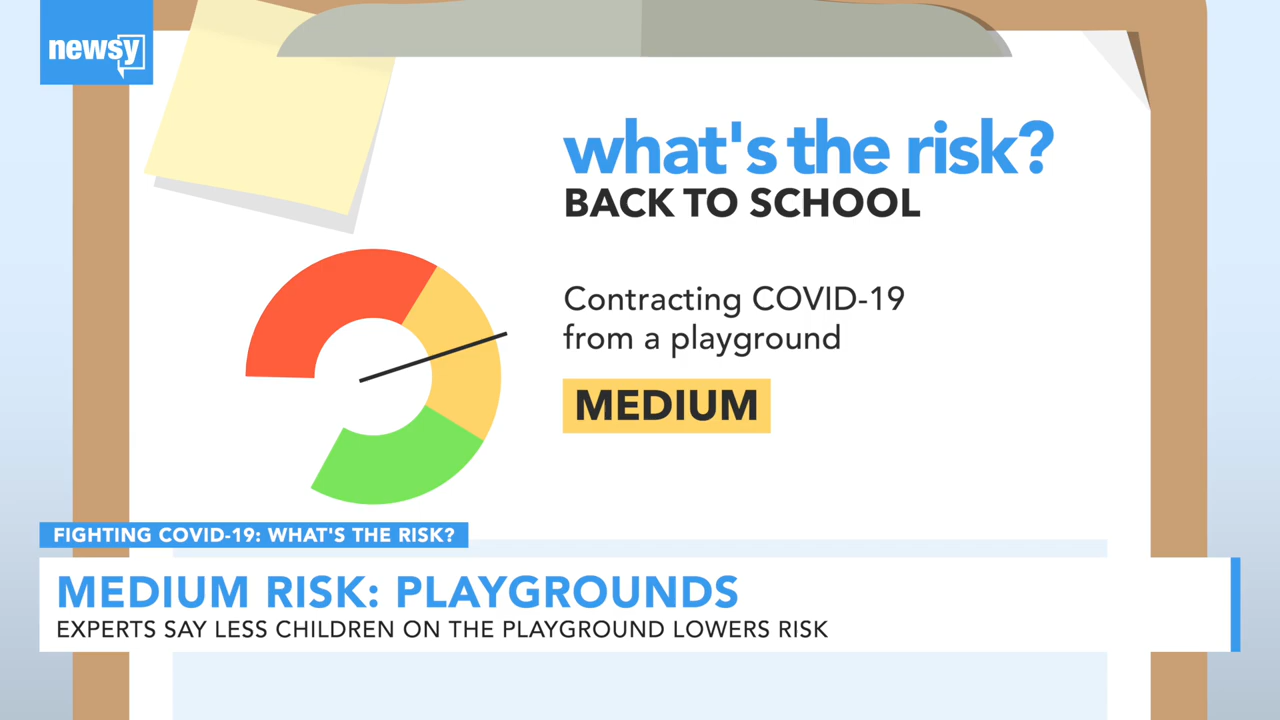 newsy
what's the risk?
BACK TO SCHOOL
Contracting COVID-19
from a playground
MEDIUM
FIGHTING COVID-19: WHAT'S THE RISK?
MEDIUM RISK: PLAYGROUNDS
EXPERTS SAY LESS CHILDREN ON THE PLAYGROUND LOWERS RISK